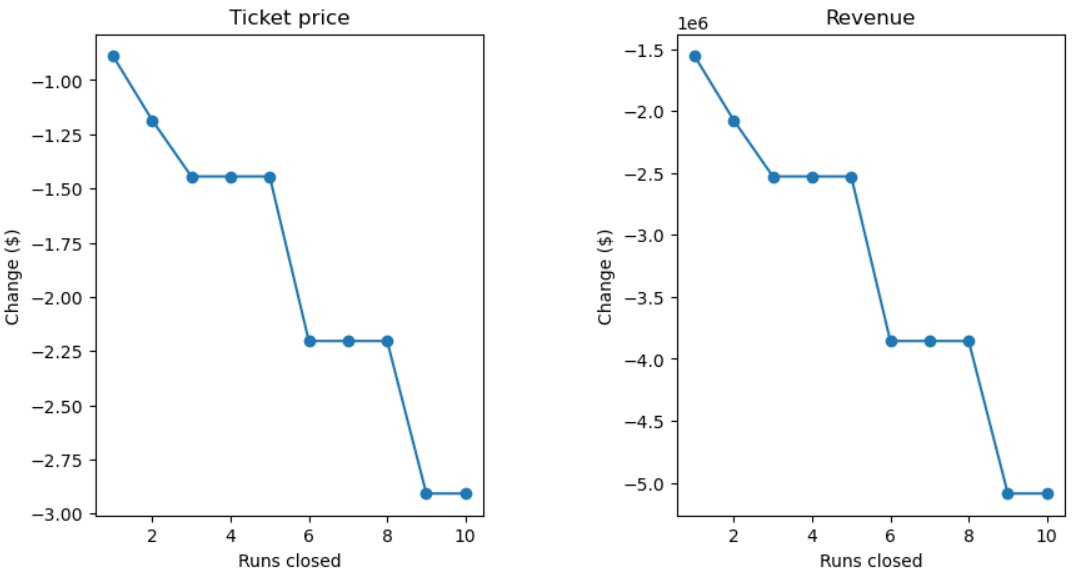 Ticket price
Change ($)
−1.00
−1.25
−1.50
−1.75
−2.00
−2.25
−2.50
−2.75
−3.00
2 4 6 8 10
Runs closed
Revenue
1e6
Change ($)
−1.5
−2.0
−2.5
−3.0
−3.5
−4.0
−4.5
−5.0
2 4 6 8 10
Runs closed